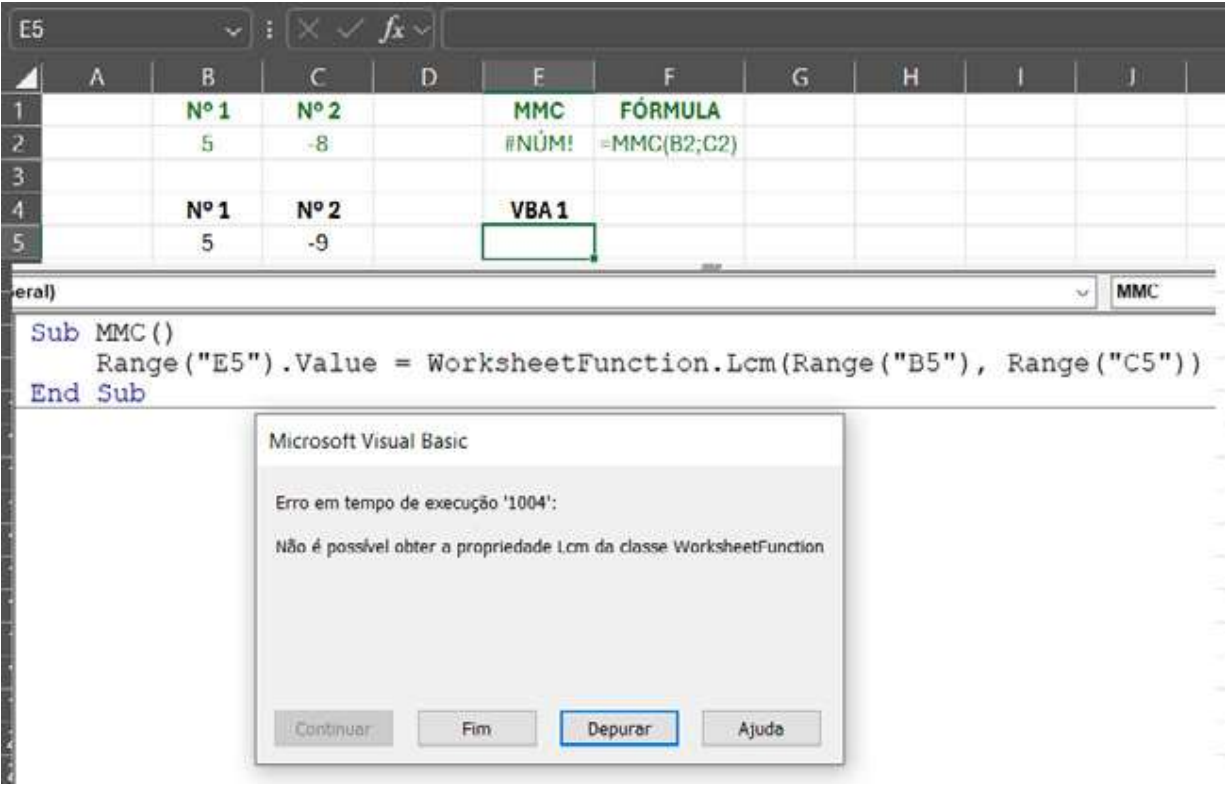 E5 fx
A B C D E F G H I J
1 Nº 1 Nº 2 MMC FÓRMULA
2 5 -8 #NÚM! =MMC(B2;C2)
3
4 Nº 1 Nº 2 VBA 1
5 5 -9
eral) MMC
Sub MMC()
Range("E5").Value = WorksheetFunction.Lcm(Range("B5"), Range("C5"))
End Sub
Microsoft Visual Basic
Erro em tempo de execução '1004':
Não é possível obter a propriedade Lcm da classe WorksheetFunction
Continuar Fim Depurar Ajuda